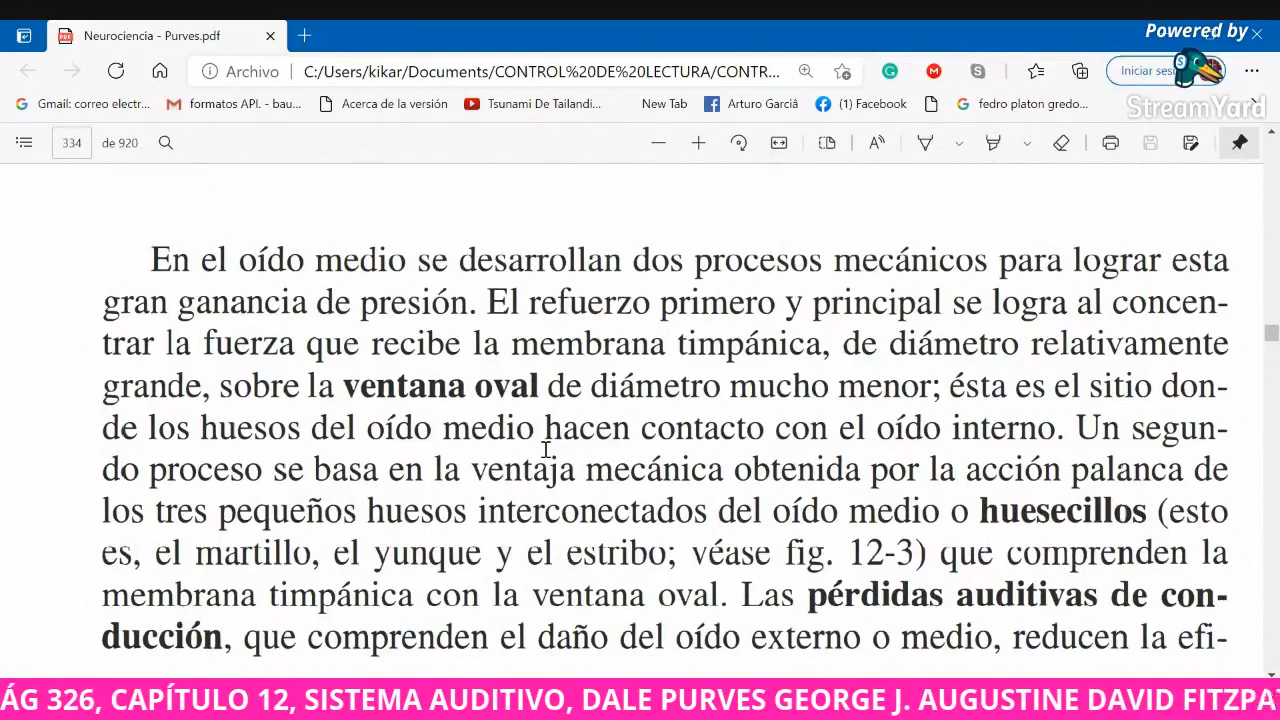 Neurociencia - Purves.pdf
Powered by
Archivo
C:/Users/kikar/Documents/CONTROL%20DE%20LECTURA/CONTR...
Iniciar sesi
StreamYard
Gmail: correo electr...
formatos API. - bau...
Acerca de la versión
Tsunami De Tailandi...
New Tab
Arturo Garciâ
(1) Facebook
fedro platon gredo...
334 de 920
En el oído medio se desarrollan dos procesos mecánicos para lograr esta
gran ganancia de presión. El refuerzo primero y principal se logra al concen-
trar la fuerza que recibe la membrana timpánica, de diámetro relativamente
grande, sobre la ventana oval de diámetro mucho menor; ésta es el sitio don-
de los huesos del oído medio hacen contacto con el oído interno. Un segun-
do proceso se basa en la ventaja mecánica obtenida por la acción palanca de
los tres pequeños huesos interconectados del oído medio o huesecillos (esto
es, el martillo, el yunque y el estribo; véase fig. 12-3) que comprenden la
membrana timpánica con la ventana oval. Las pérdidas auditivas de con-
ducción, que comprenden el daño del oído externo o medio, reducen la efi-
ÁG 326, CAPÍTULO 12, SISTEMA AUDITIVO, DALE PURVES GEORGE J. AUGUSTINE DAVID FITZPA